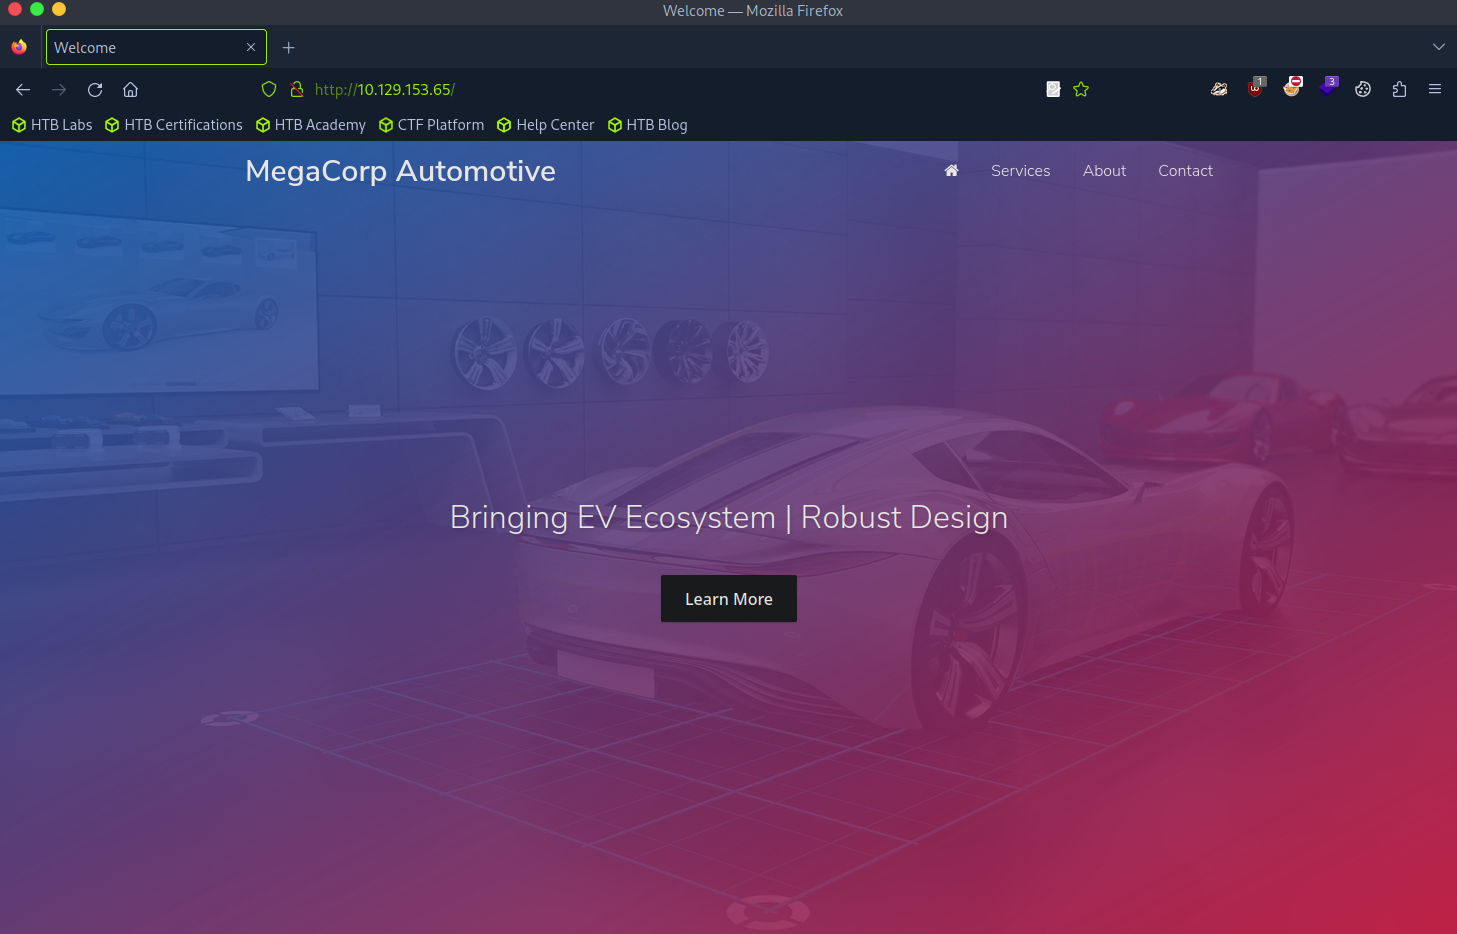 Welcome — Mozilla Firefox
Welcome
http://10.129.153.65/
1
3
HTB Labs HTB Certifications HTB Academy CTF Platform Help Center HTB Blog
MegaCorp Automotive Services About Contact
Bringing EV Ecosystem | Robust Design
Learn More